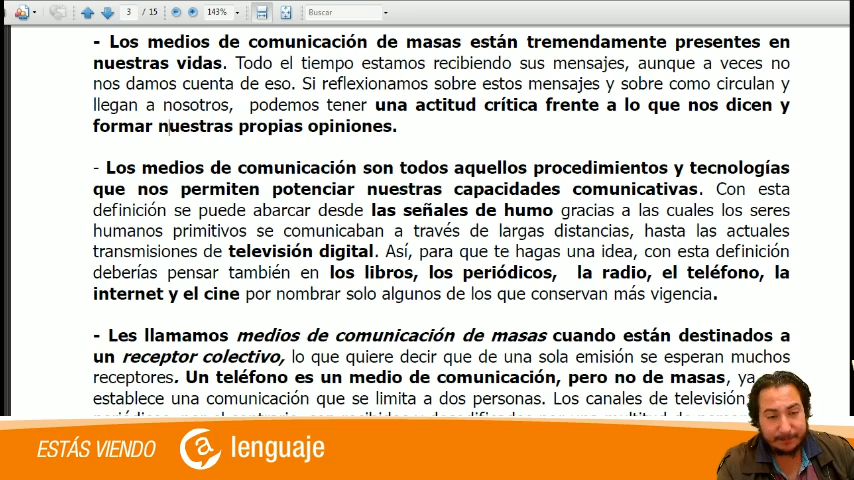 3 / 15 143% Buscar
- Los medios de comunicación de masas están tremendamente presentes en
nuestras vidas. Todo el tiempo estamos recibiendo sus mensajes, aunque a veces no
nos damos cuenta de eso. Si reflexionamos sobre estos mensajes y sobre como circulan y
llegan a nosotros, podemos tener una actitud crítica frente a lo que nos dicen y
formar nuestras propias opiniones.
- Los medios de comunicación son todos aquellos procedimientos y tecnologías
que nos permiten potenciar nuestras capacidades comunicativas. Con esta
definición se puede abarcar desde las señales de humo gracias a las cuales los seres
humanos primitivos se comunicaban a través de largas distancias, hasta las actuales
transmisiones de televisión digital. Así, para que te hagas una idea, con esta definición
deberías pensar también en los libros, los periódicos, la radio, el teléfono, la
internet y el cine por nombrar solo algunos de los que conservan más vigencia.
- Les llamamos medios de comunicación de masas cuando están destinados a
un receptor colectivo, lo que quiere decir que de una sola emisión se esperan muchos
receptores. Un teléfono es un medio de comunicación, pero no de masas, ya
establece una comunicación que se limita a dos personas. Los canales de televisión,
ESTÁS VIENDO a lenguaje